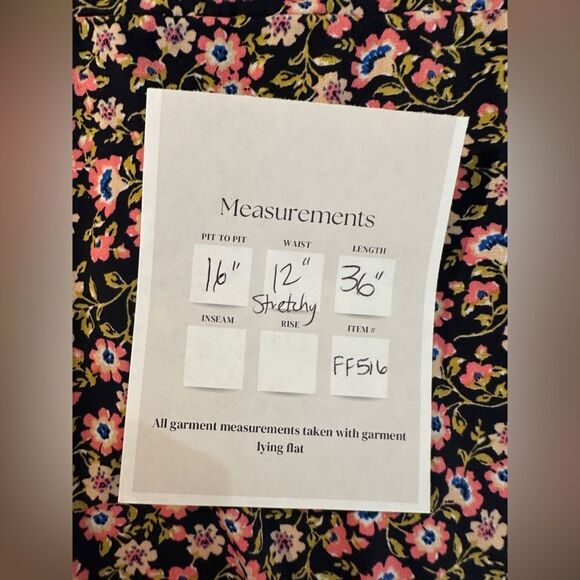 Measurements
PIT TO PIT WAIST LENGTH
16" 12" 36"
Stretchy
INSEAM RISE ITEM #
FF516
All garment measurements taken with garment
lying flat